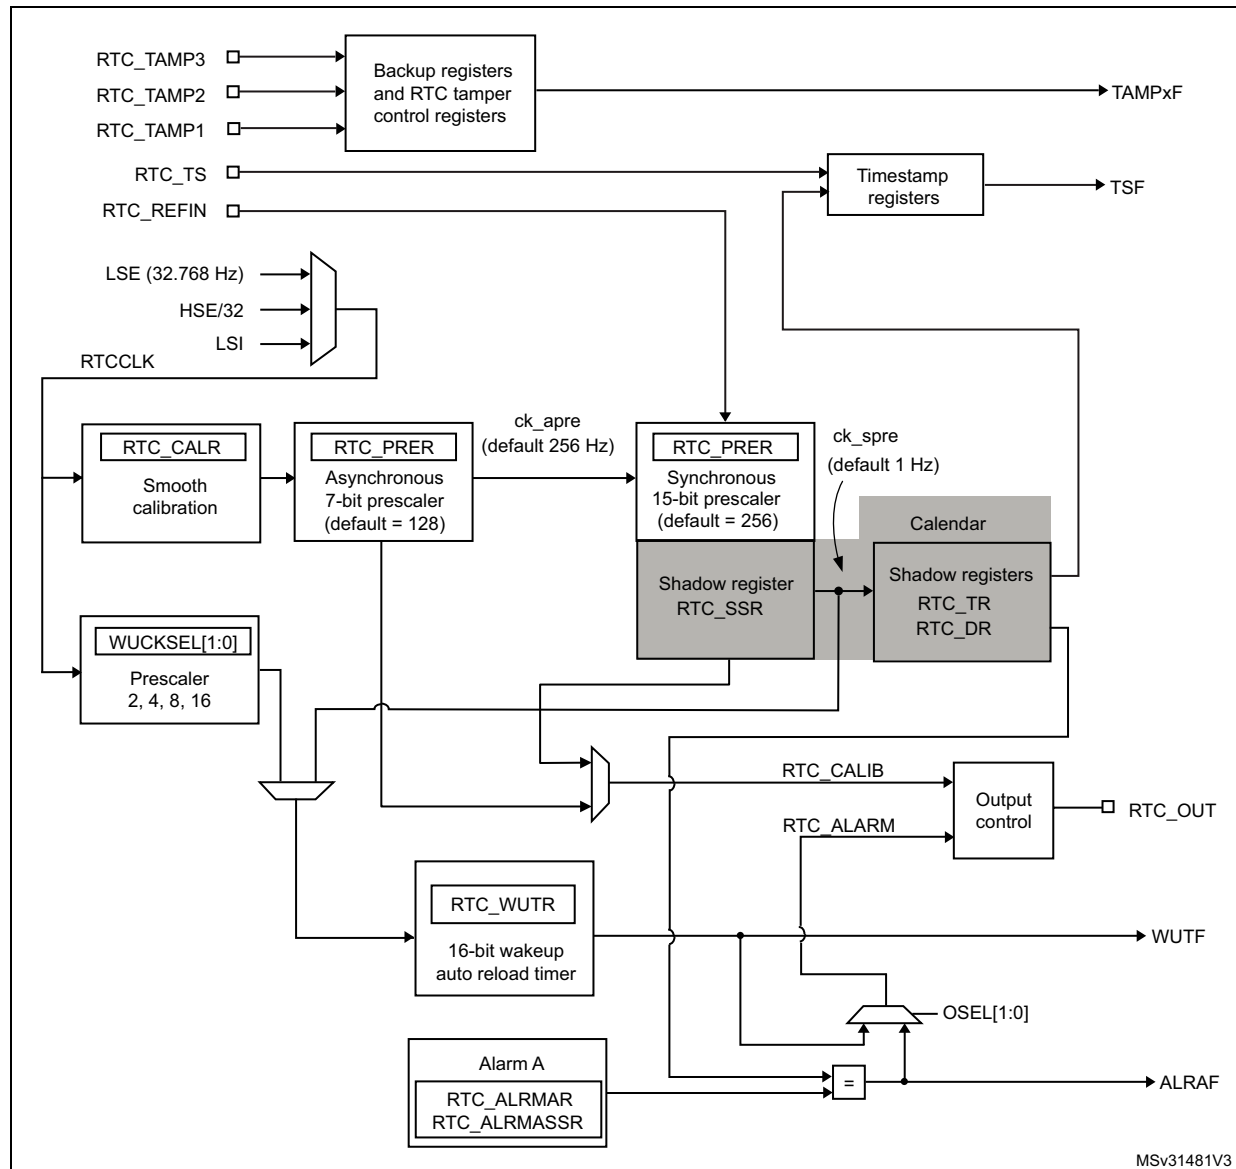 RTC_TAMP3
RTC_TAMP2
RTC_TAMP1
Backup registers
and RTC tamper
control registers
TAMPxF
RTC_TS
RTC_REFIN
Timestamp
registers
TSF
LSE (32.768 Hz)
HSE/32
LSI
RTCCLK
RTC_CALR
Smooth
calibration
RTC_PRER
Asynchronous
7-bit prescaler
(default = 128)
ck_apre
(default 256 Hz)
RTC_PRER
Synchronous
15-bit prescaler
(default = 256)
ck_spre
(default 1 Hz)
Calendar
Shadow register
RTC_SSR
Shadow registers
RTC_TR
RTC_DR
WUCKSEL[1:0]
Prescaler
2, 4, 8, 16
RTC_CALIB
RTC_ALARM
Output
control
RTC_OUT
RTC_WUTR
16-bit wakeup
auto reload timer
WUTF
OSEL[1:0]
Alarm A
RTC_ALRMAR
RTC_ALRMASSR
=
ALRAF
MSv31481V3